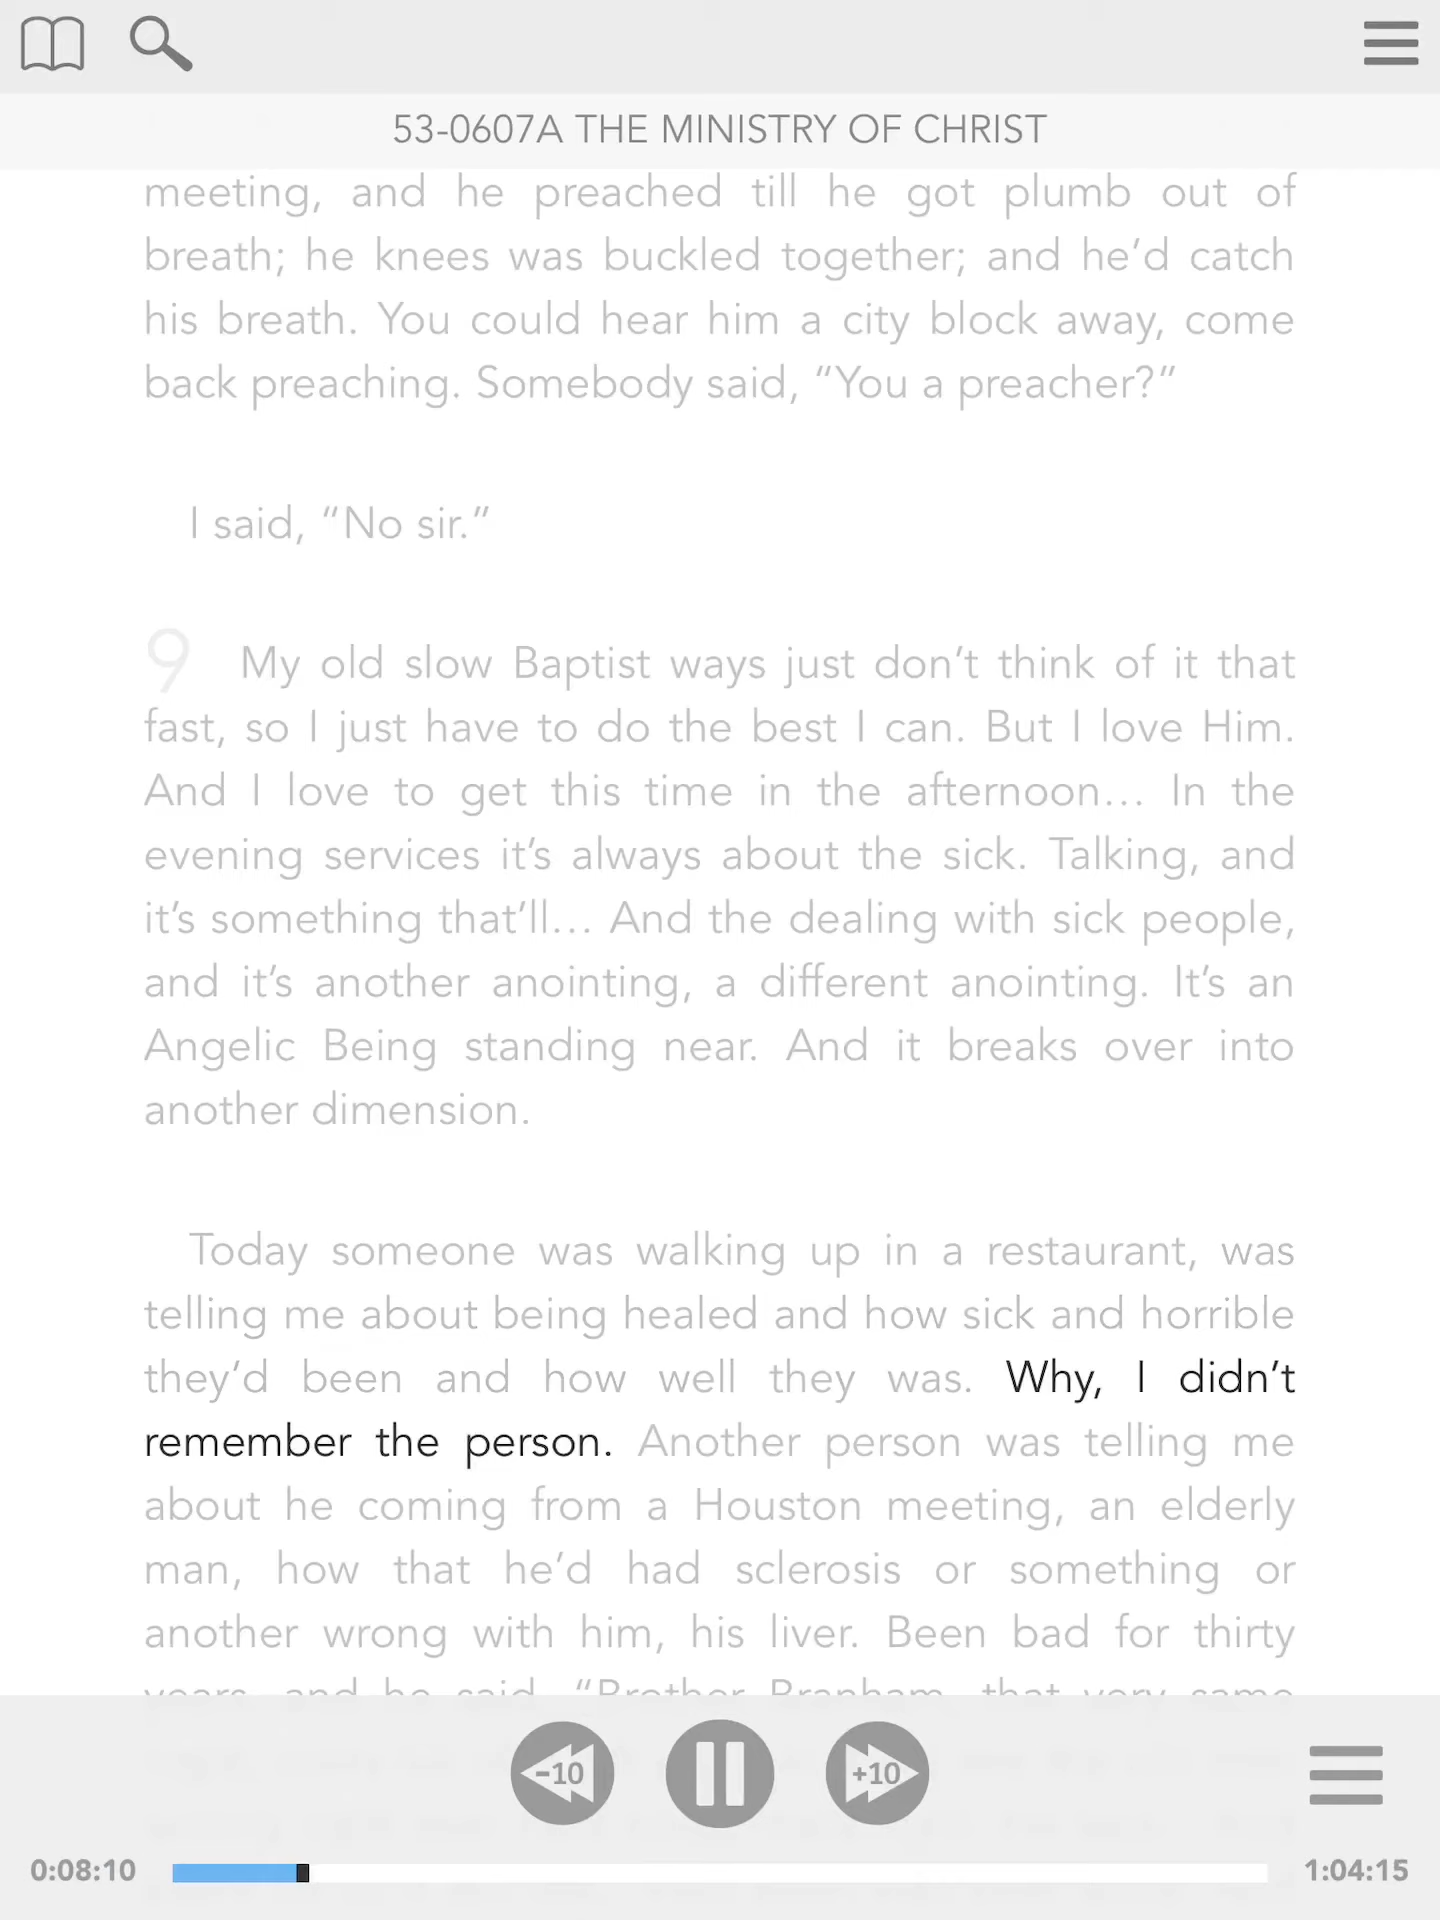 53-0607A THE MINISTRY OF CHRIST
meeting, and he preached till he got plumb out of
breath; he knees was buckled together; and he’d catch
his breath. You could hear him a city block away, come
back preaching. Somebody said, “You a preacher?”
I said, “No sir.”
9 My old slow Baptist ways just don’t think of it that
fast, so I just have to do the best I can. But I love Him.
And I love to get this time in the afternoon… In the
evening services it’s always about the sick. Talking, and
it’s something that’ll… And the dealing with sick people,
and it’s another anointing, a different anointing. It’s an
Angelic Being standing near. And it breaks over into
another dimension.
Today someone was walking up in a restaurant, was
telling me about being healed and how sick and horrible
they’d been and how well they was. Why, I didn’t
remember the person. Another person was telling me
about he coming from a Houston meeting, an elderly
man, how that he’d had sclerosis or something or
another wrong with him, his liver. Been bad for thirty
years, and he said, “Brother Branham, that very same
-10 +10
0:08:10 1:04:15